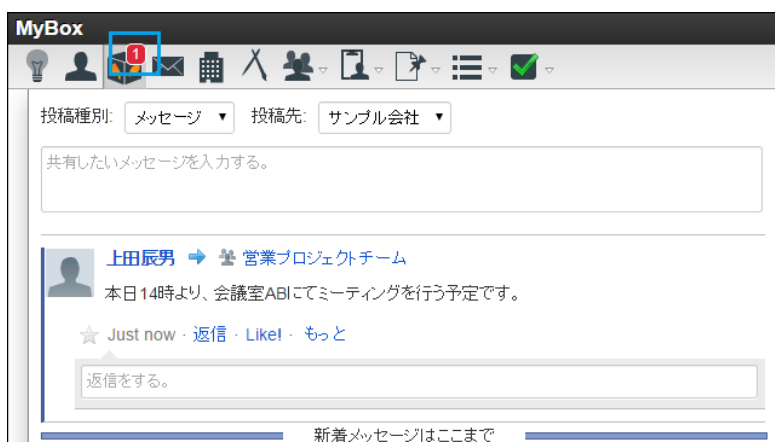 MyBox
1
投稿種別: メッセージ 投稿先: サンプル会社
共有したいメッセージを入力する。
上田辰男 営業プロジェクトチーム
本日14時より、会議室ABにてミーティングを行う予定です。
Just now · 返信 · Like! · もっと
返信をする。
新着メッセージはここまで